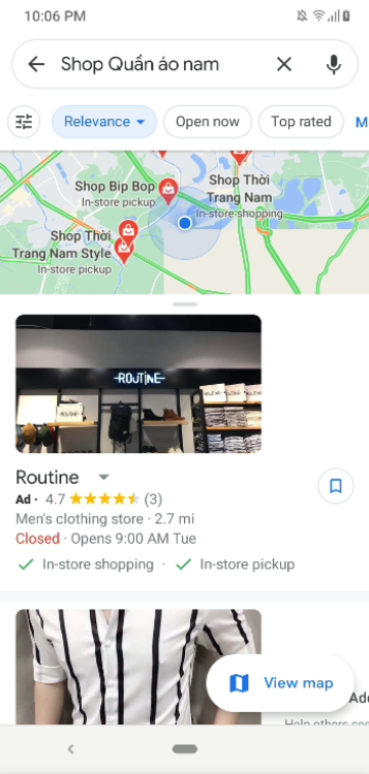 10:06 PM
Shop Quần áo nam
Relevance
Open now
Top rated
M
Shop Bip Bop
In-store pickup
Shop Thời
Trang Nam
In-store shopping
Shop Thời
Trang Nam Style
In-store pickup
ROUTINE
Routine
Ad · 4.7 (3)
Men's clothing store · 2.7 mi
Closed · Opens 9:00 AM Tue
In-store shopping · In-store pickup
View map